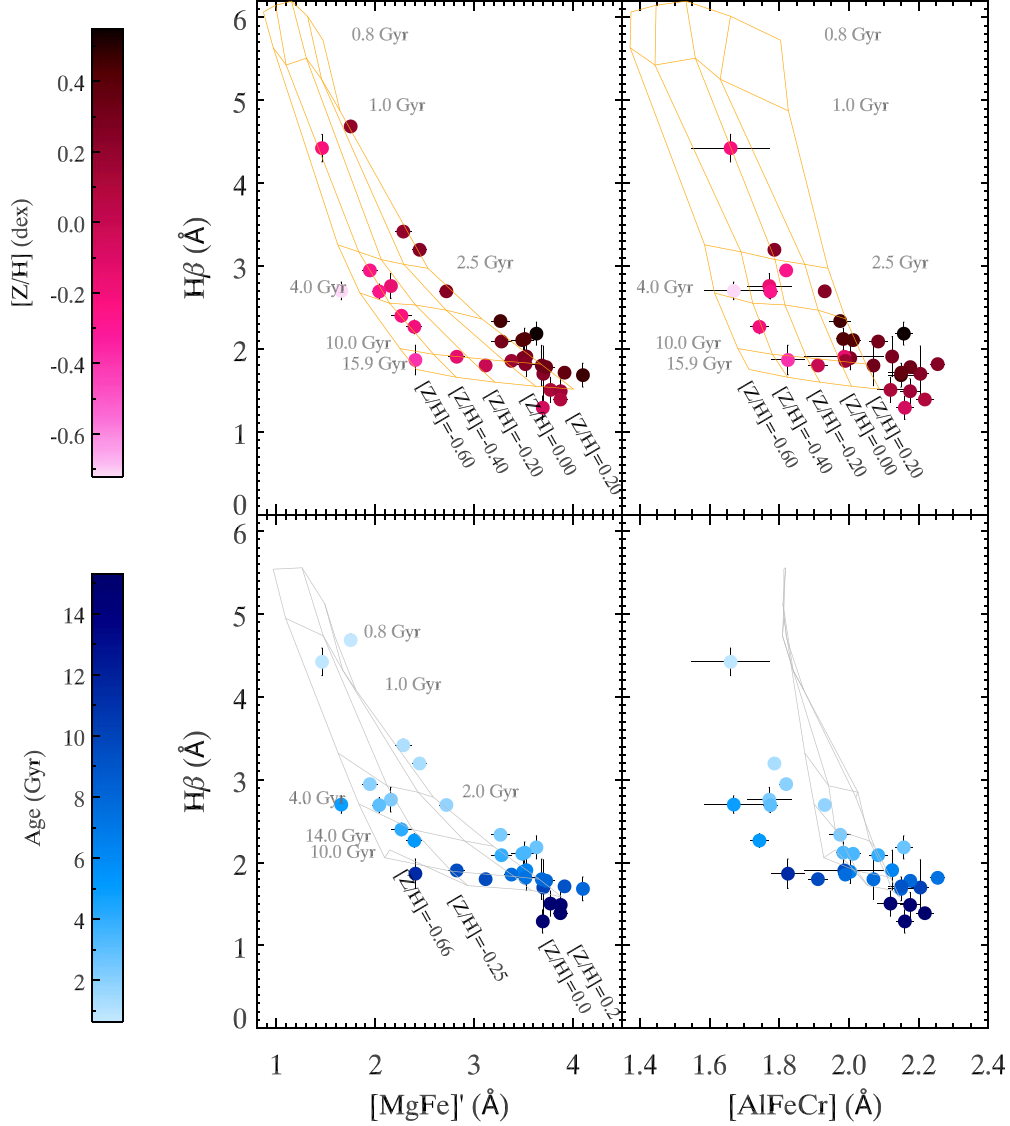 6
5
4
3
2
1
0
Hβ (Å)
0.8 Gyr
1.0 Gyr
2.5 Gyr
4.0 Gyr
10.0 Gyr
15.9 Gyr
[Z/H]=-0.60
[Z/H]=-0.40
[Z/H]=-0.20
[Z/H]=0.00
[Z/H]=0.20
0.8 Gyr
1.0 Gyr
2.5 Gyr
4.0 Gyr
10.0 Gyr
15.9 Gyr
[Z/H]=-0.60
[Z/H]=-0.40
[Z/H]=-0.20
[Z/H]=0.00
[Z/H]=0.20
[Z/H] (dex)
0.4
0.2
0.0
-0.2
-0.4
-0.6
6
5
4
3
2
1
0
Hβ (Å)
0.8 Gyr
1.0 Gyr
2.0 Gyr
4.0 Gyr
14.0 Gyr
10.0 Gyr
[Z/H]=-0.66
[Z/H]=-0.25
[Z/H]=0.0
[Z/H]=0.2
Age (Gyr)
14
12
10
8
6
4
2
1 2 3 4
[MgFe]' (Å)
1.4 1.6 1.8 2.0 2.2 2.4
[AlFeCr] (Å)